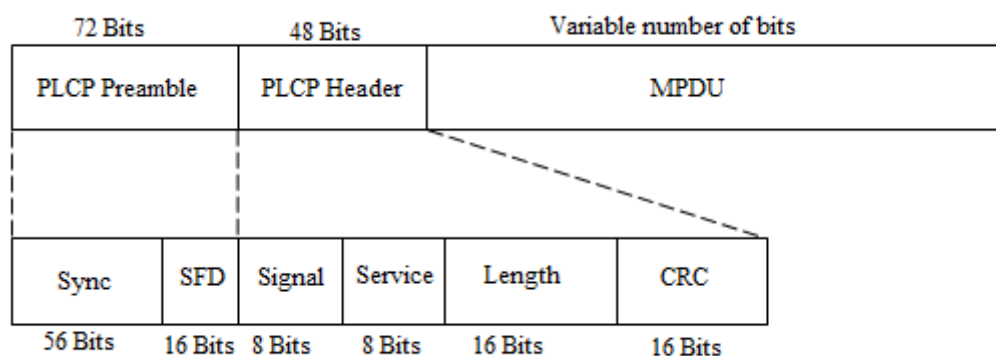 72 Bits 48 Bits Variable number of bits
PLCP Preamble PLCP Header MPDU
Sync SFD Signal Service Length CRC
56 Bits 16 Bits 8 Bits 8 Bits 16 Bits 16 Bits